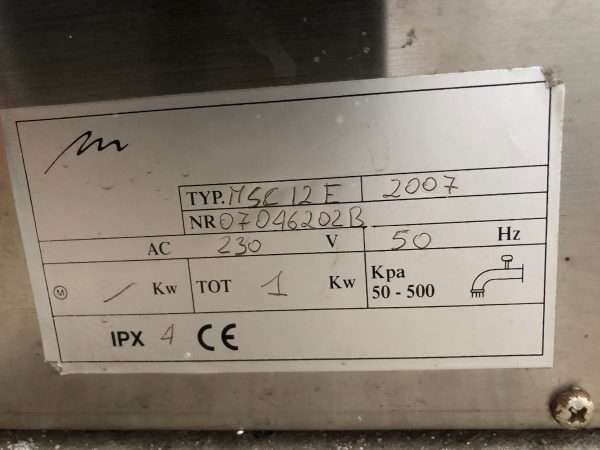 m
TYP. MSC 12 E 2007
NR 07046202B
AC 230 V 50 Hz
M / Kw TOT 1 Kw Kpa
50 - 500
IPX 4 CE